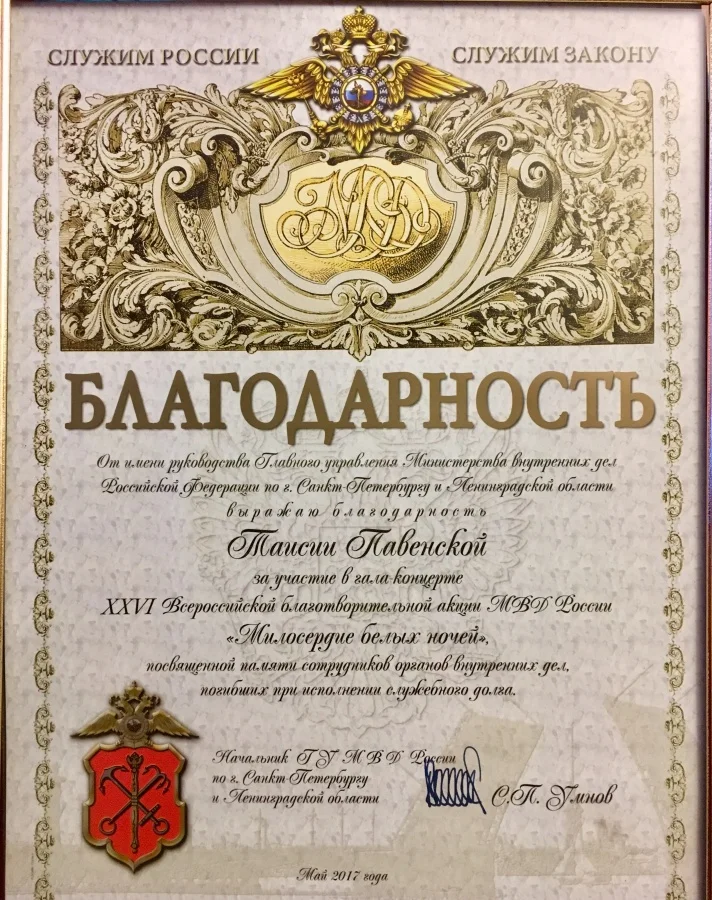 СЛУЖИМ РОССИИ СЛУЖИМ ЗАКОНУ
МВД
БЛАГОДАРНОСТЬ
От имени руководства Главного управления Министерства внутренних дел
Российской Федерации по г. Санкт-Петербургу и Ленинградской области
выражаю благодарность
Таисии Павенской
за участие в гала-концерте
XXVI Всероссийской благотворительной акции МВД России
«Милосердие белых ночей»,
посвященной памяти сотрудников органов внутренних дел,
погибших при исполнении служебного долга.
Начальник ГУ МВД России
по г. Санкт-Петербургу
и Ленинградской области С.П. Умнов
Май 2017 года